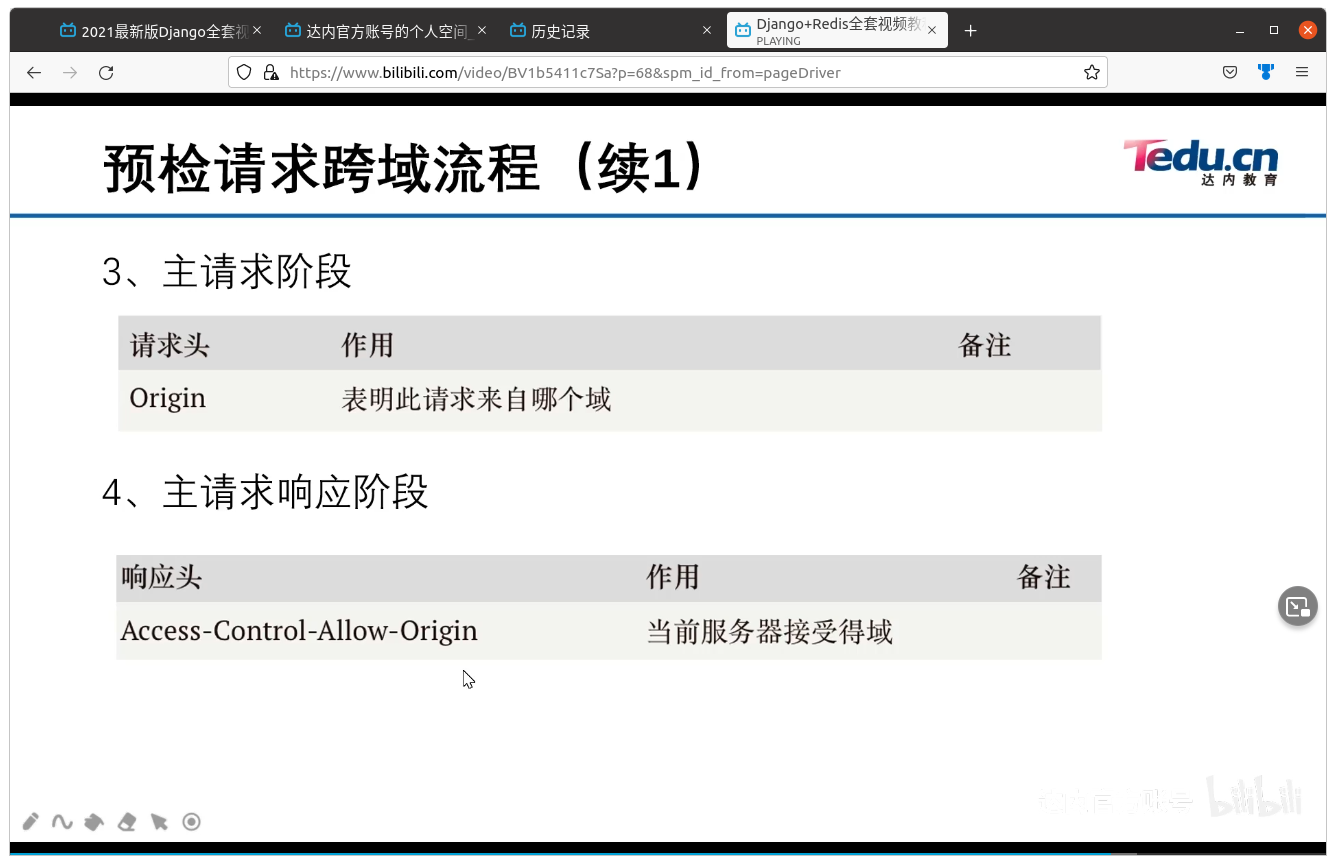 2021最新版Django全套视
达内官方账号的个人空间_
历史记录
Django+Redis全套视频教
PLAYING
https://www.bilibili.com/video/BV1b5411c7Sa?p=68&spm_id_from=pageDriver
预检请求跨域流程（续1）
Tedu.cn
达内教育
3、主请求阶段
请求头 作用 备注
Origin 表明此请求来自哪个域
4、主请求响应阶段
响应头 作用 备注
Access-Control-Allow-Origin 当前服务器接受得域
bilibili